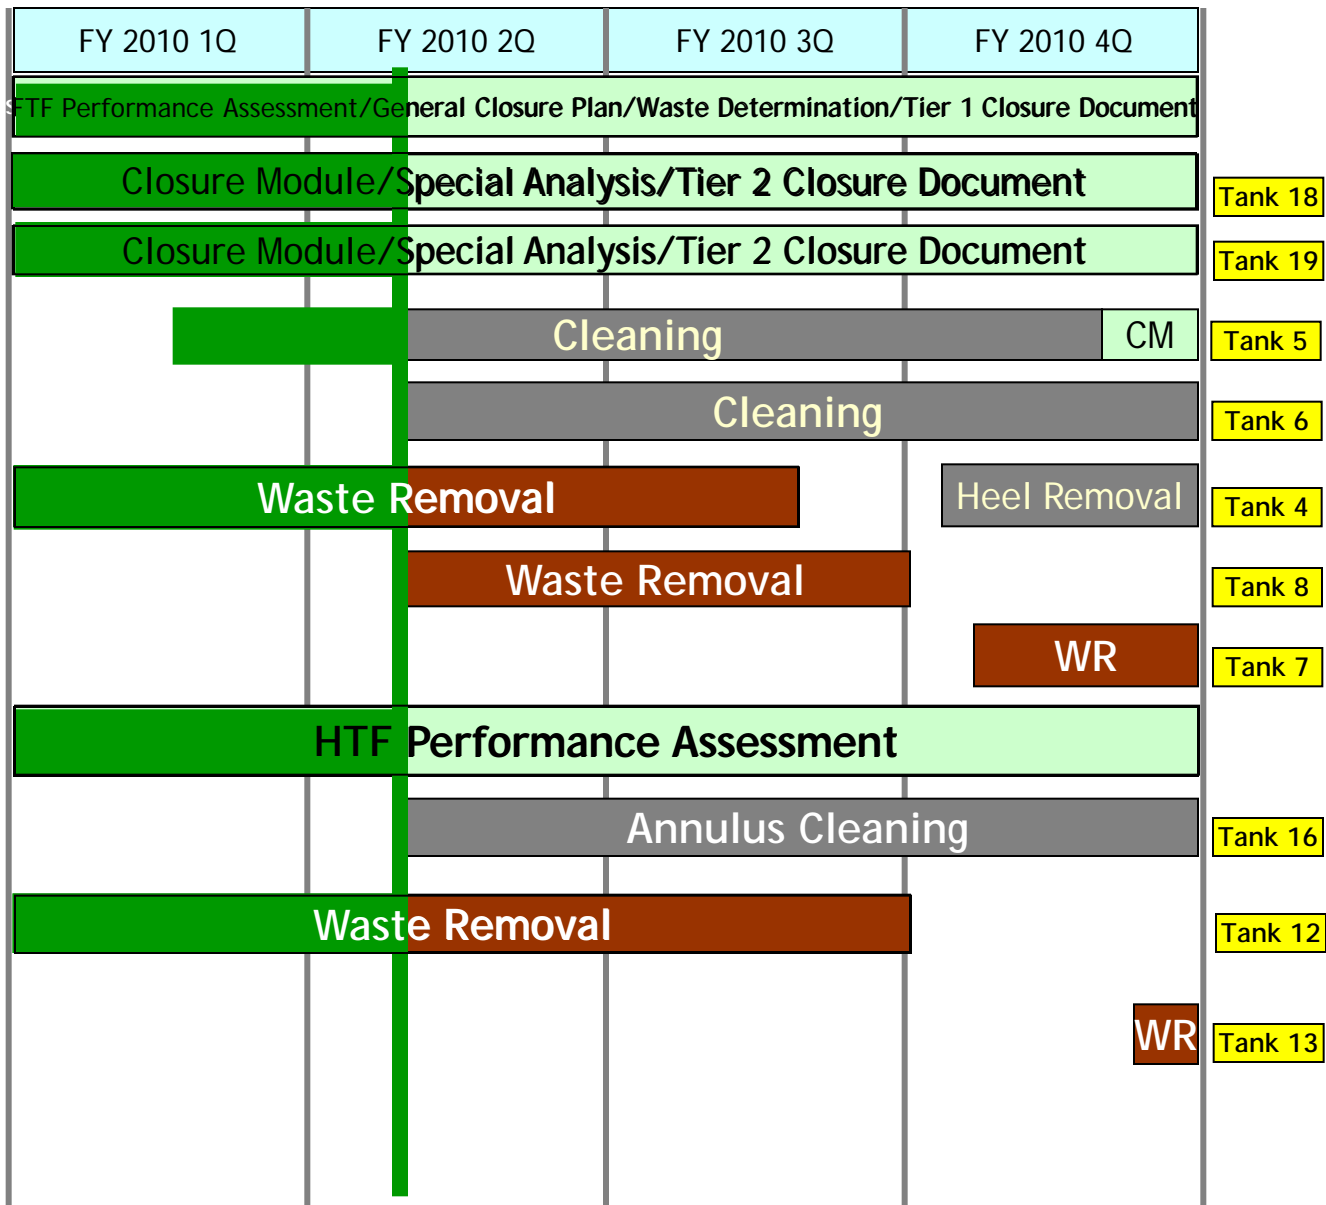 FY 2010 1Q FY 2010 2Q FY 2010 3Q FY 2010 4Q
FTF Performance Assessment/General Closure Plan/Waste Determination/Tier 1 Closure Document
Closure Module/Special Analysis/Tier 2 Closure Document
Tank 18
Closure Module/Special Analysis/Tier 2 Closure Document
Tank 19
Cleaning CM Tank 5
Cleaning Tank 6
Waste Removal Heel Removal Tank 4
Waste Removal Tank 8
WR Tank 7
HTF Performance Assessment
Annulus Cleaning Tank 16
Waste Removal Tank 12
WR Tank 13